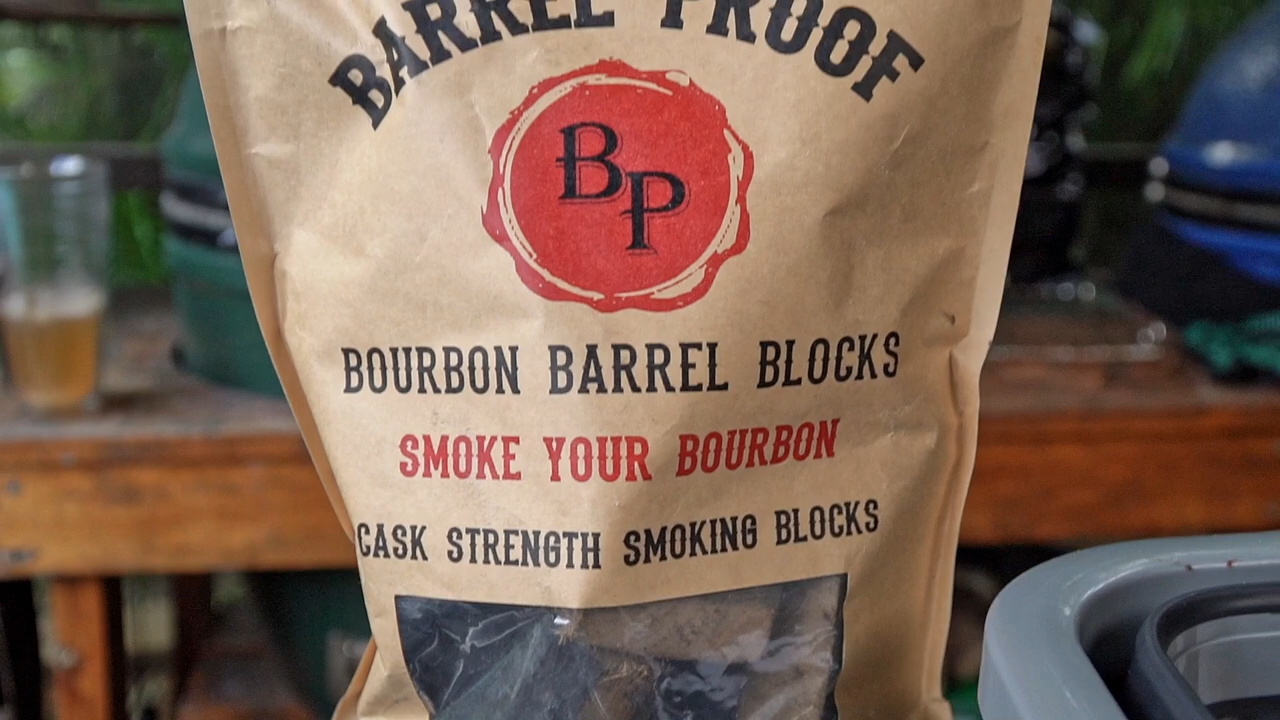 BARREL PROOF
BP
BOURBON BARREL BLOCKS
SMOKE YOUR BOURBON
CASK STRENGTH SMOKING BLOCKS